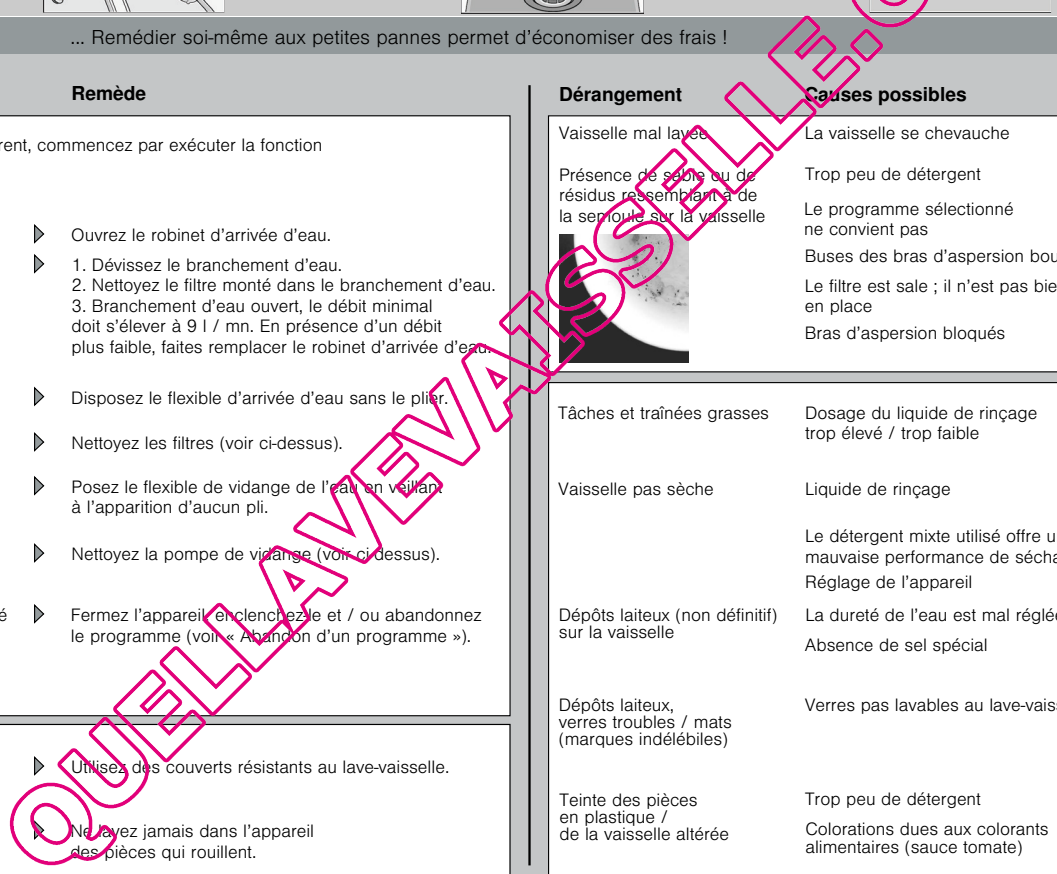 ... Remédier soi-même aux petites pannes permet d'économiser des frais !
Remède
rent, commencez par exécuter la fonction
Ouvrez le robinet d'arrivée d'eau.
1. Dévissez le branchement d'eau.
2. Nettoyez le filtre monté dans le branchement d'eau.
3. Branchement d'eau ouvert, le débit minimal
doit s'élever à 9 l / mn. En présence d'un débit
plus faible, faites remplacer le robinet d'arrivée d'eau.
Disposez le flexible d'arrivée d'eau sans le plier.
Nettoyez les filtres (voir ci-dessus).
Posez le flexible de vidange de l'eau en veillant
à l'apparition d'aucun pli.
Nettoyez la pompe de vidange (voir ci-dessus).
é
Fermez l'appareil, enclenchez-le et / ou abandonnez
le programme (voir « Abandon d'un programme »).
Utilisez des couverts résistants au lave-vaisselle.
Ne lavez jamais dans l'appareil
des pièces qui rouillent.
Dérangement
Causes possibles
Vaisselle mal lavée
La vaisselle se chevauche
Présence de sable ou de
résidus ressemblant à de
la semoule sur la vaisselle
Trop peu de détergent
Le programme sélectionné
ne convient pas
Buses des bras d'aspersion bou
Le filtre est sale ; il n'est pas bie
en place
Bras d'aspersion bloqués
Tâches et traînées grasses
Dosage du liquide de rinçage
trop élevé / trop faible
Vaisselle pas sèche
Liquide de rinçage
Le détergent mixte utilisé offre u
mauvaise performance de sécha
Réglage de l'appareil
Dépôts laiteux (non définitif)
sur la vaisselle
La dureté de l'eau est mal réglée
Absence de sel spécial
Dépôts laiteux,
verres troubles / mats
(marques indélébiles)
Verres pas lavables au lave-vais
Teinte des pièces
en plastique /
de la vaisselle altérée
Trop peu de détergent
Colorations dues aux colorants
alimentaires (sauce tomate)
QUELLAVEVAISSELLE.